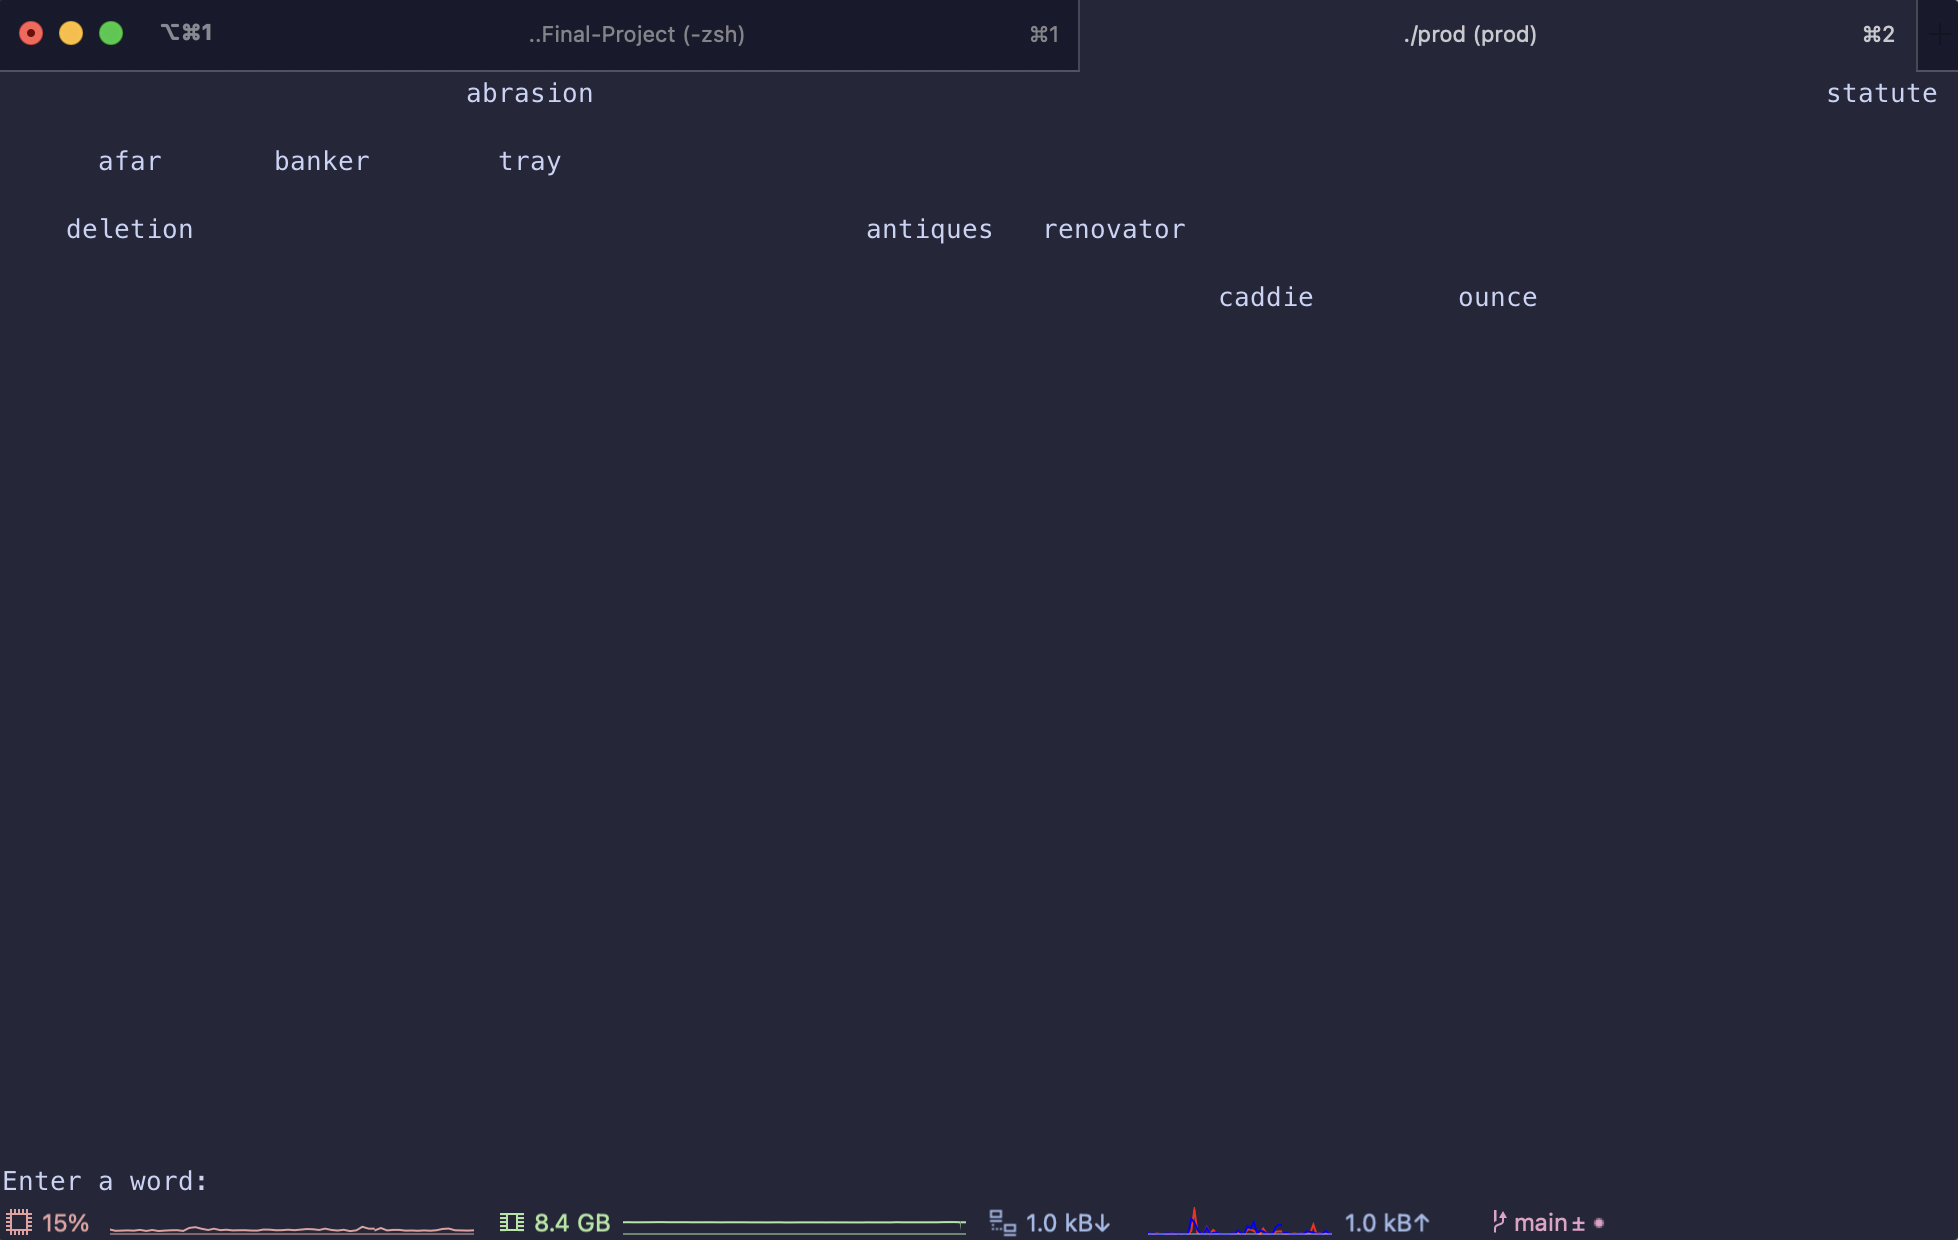 ⌥⌘1 ..Final-Project (-zsh) ⌘1 ./prod (prod) ⌘2
abrasion statute
afar banker tray
deletion antiques renovator
caddie ounce
Enter a word:
15% 8.4 GB 1.0 kB↓ 1.0 kB↑ main ±